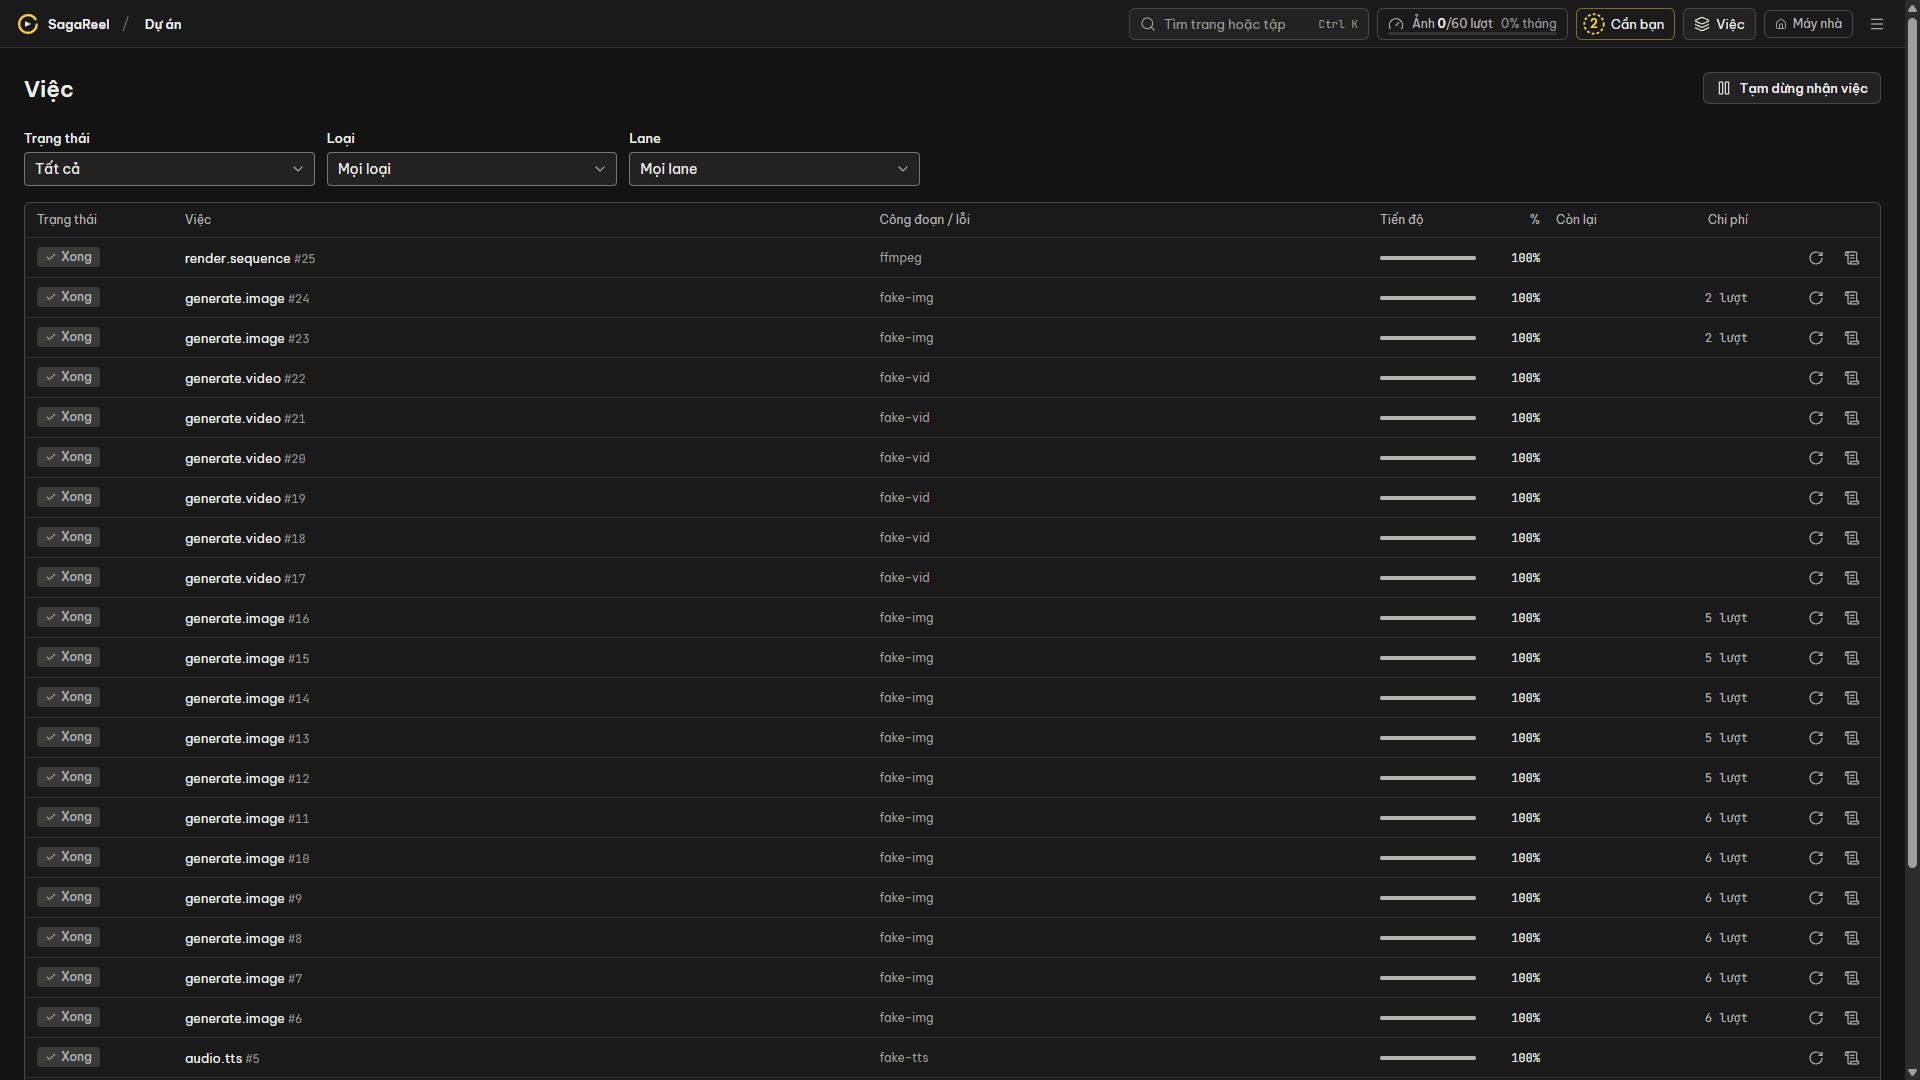 SagaReel / Dự án
Tìm trang hoặc tập Ctrl K
Ảnh 0/60 lượt 0% tháng
2 Cần bạn
Việc
Máy nhà
Việc
Tạm dừng nhận việc
Trạng thái
Loại
Lane
Tất cả
Mọi loại
Mọi lane
Trạng thái Việc Công đoạn / lỗi Tiến độ % Còn lại Chi phí
Xong render.sequence #25 ffmpeg 100%
Xong generate.image #24 fake-img 100% 2 lượt
Xong generate.image #23 fake-img 100% 2 lượt
Xong generate.video #22 fake-vid 100%
Xong generate.video #21 fake-vid 100%
Xong generate.video #20 fake-vid 100%
Xong generate.video #19 fake-vid 100%
Xong generate.video #18 fake-vid 100%
Xong generate.video #17 fake-vid 100%
Xong generate.image #16 fake-img 100% 5 lượt
Xong generate.image #15 fake-img 100% 5 lượt
Xong generate.image #14 fake-img 100% 5 lượt
Xong generate.image #13 fake-img 100% 5 lượt
Xong generate.image #12 fake-img 100% 5 lượt
Xong generate.image #11 fake-img 100% 6 lượt
Xong generate.image #10 fake-img 100% 6 lượt
Xong generate.image #9 fake-img 100% 6 lượt
Xong generate.image #8 fake-img 100% 6 lượt
Xong generate.image #7 fake-img 100% 6 lượt
Xong generate.image #6 fake-img 100% 6 lượt
Xong audio.tts #5 fake-tts 100%